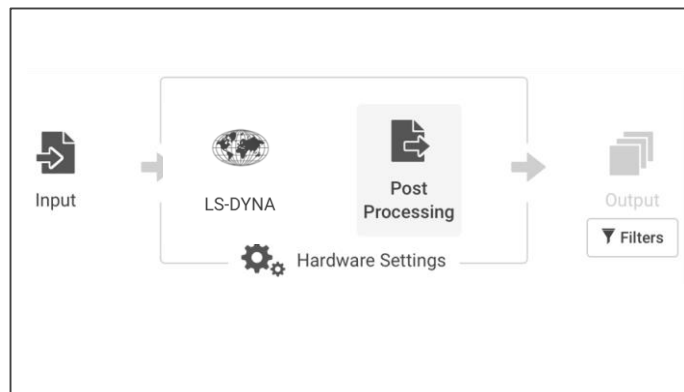 Input
LS-DYNA
Post
Processing
Hardware Settings
Output
Filters